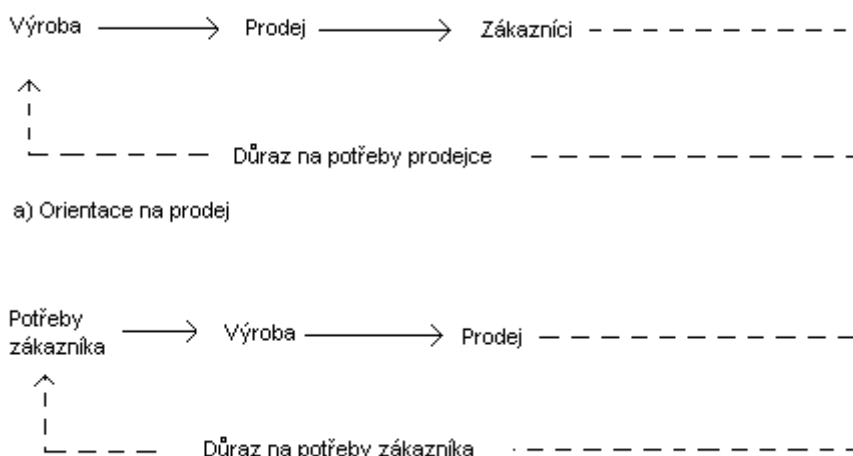 Výroba Prodej Zákazníci
Důraz na potřeby prodejce
a) Orientace na prodej
Potřeby
zákazníka Výroba Prodej
Důraz na potřeby zákazníka